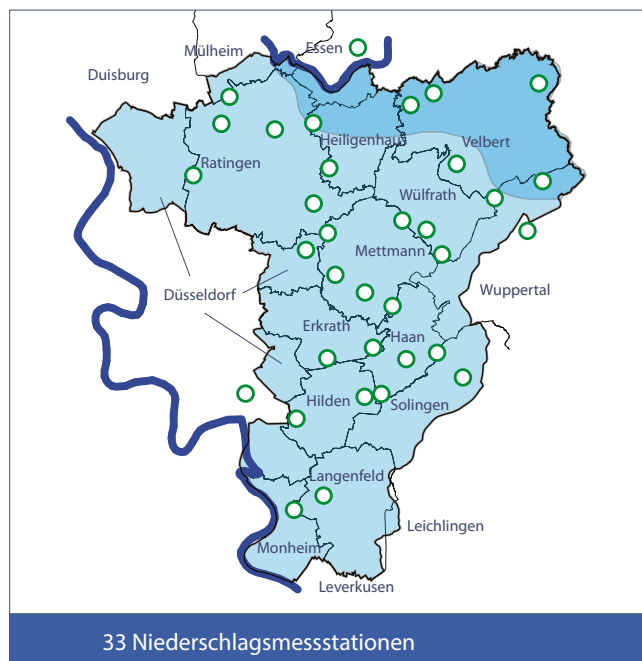 Mülheim
Essen
Duisburg
Heiligenhaus
Velbert
Ratingen
Wülfrath
Mettmann
Düsseldorf
Wuppertal
Erkrath
Haan
Hilden
Solingen
Langenfeld
Leichlingen
Monheim
Leverkusen
33 Niederschlagsmessstationen